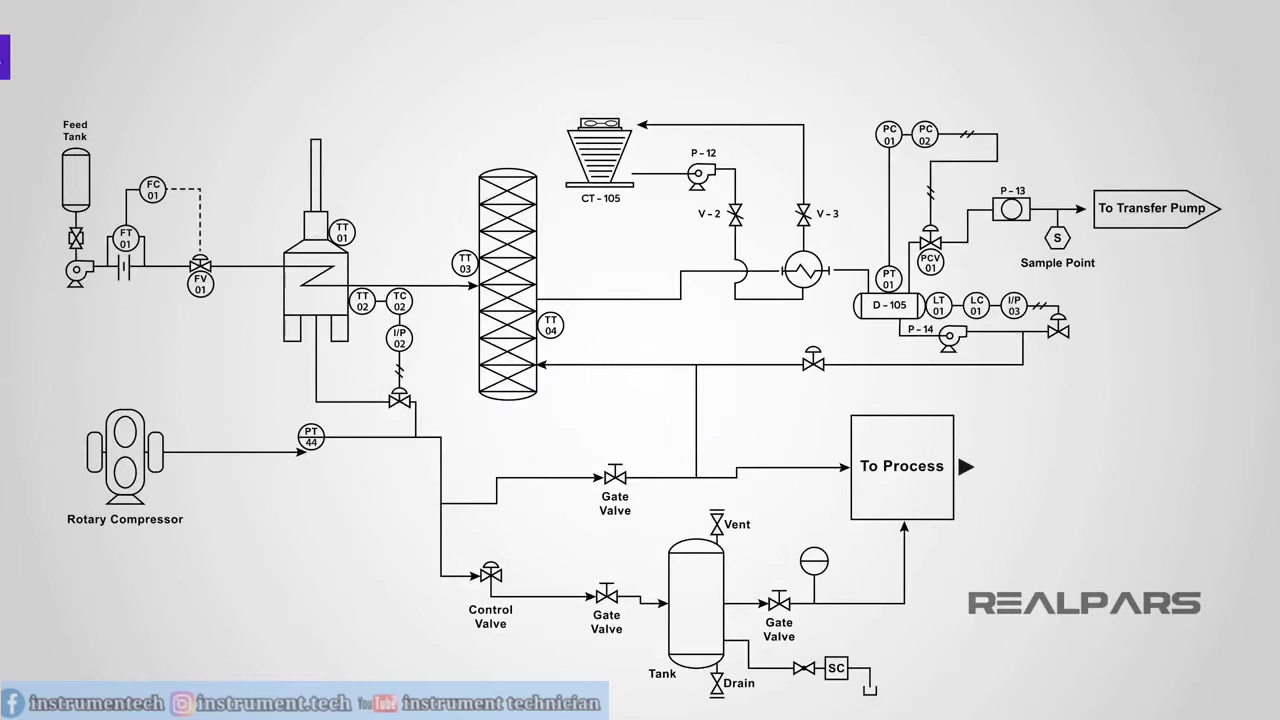 Feed
Tank
FC
01
FT
01
FV
01
TT
01
TT
02
TC
02
I/P
02
TT
03
TT
04
CT - 105
P - 12
V - 2
V - 3
PC
01
PC
02
P - 13
To Transfer Pump
S
Sample Point
PCV
01
PT
01
D - 105
LT
01
LC
01
I/P
03
P - 14
PT
44
Rotary Compressor
Gate
Valve
To Process
Vent
Control
Valve
Gate
Valve
Gate
Valve
Tank
Drain
SC
REALPARS
instrumentech
instrument.tech
YouTube
instrument technician